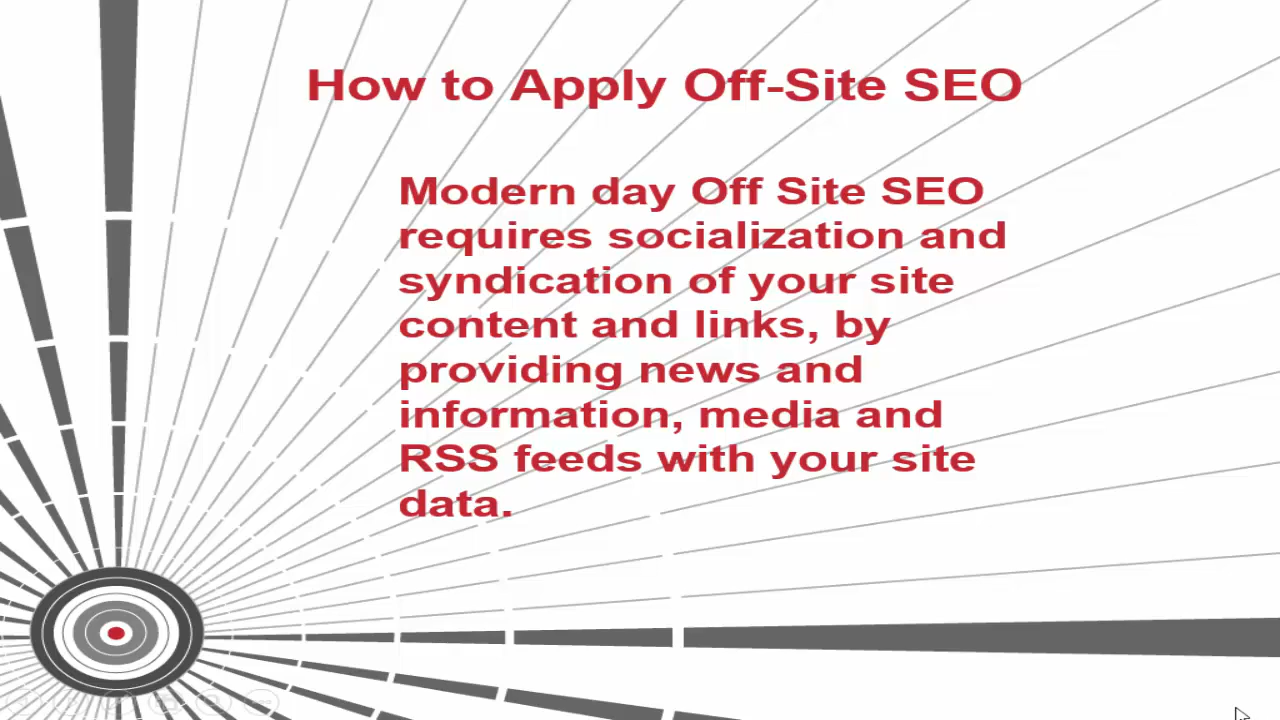 How to Apply Off-Site SEO
Modern day Off Site SEO
requires socialization and
syndication of your site
content and links, by
providing news and
information, media and
RSS feeds with your site
data.